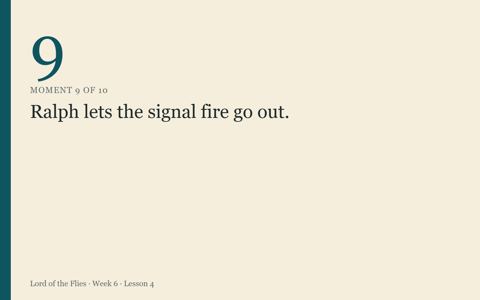 9
MOMENT 9 OF 10
Ralph lets the signal fire go out.
Lord of the Flies · Week 6 · Lesson 4